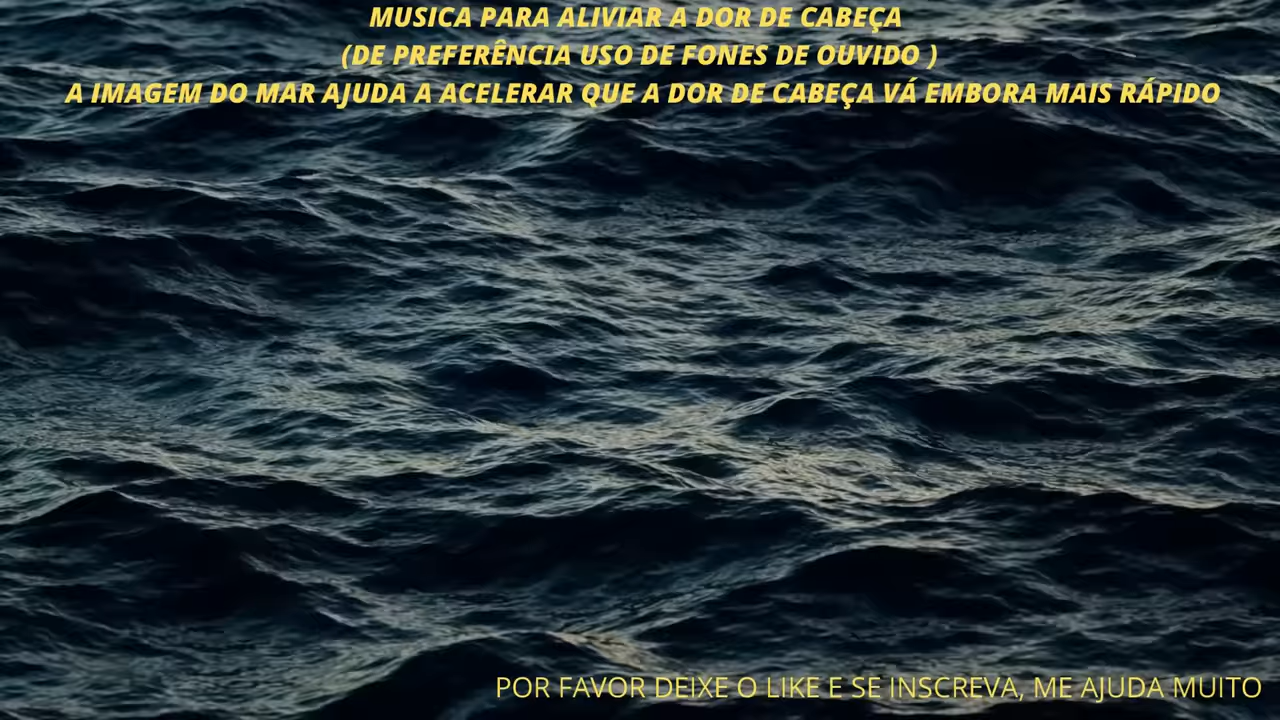 MUSICA PARA ALIVIAR A DOR DE CABEÇA
(DE PREFERÊNCIA USO DE FONES DE OUVIDO )
A IMAGEM DO MAR AJUDA A ACELERAR QUE A DOR DE CABEÇA VÁ EMBORA MAIS RÁPIDO
POR FAVOR DEIXE O LIKE E SE INSCREVA, ME AJUDA MUITO